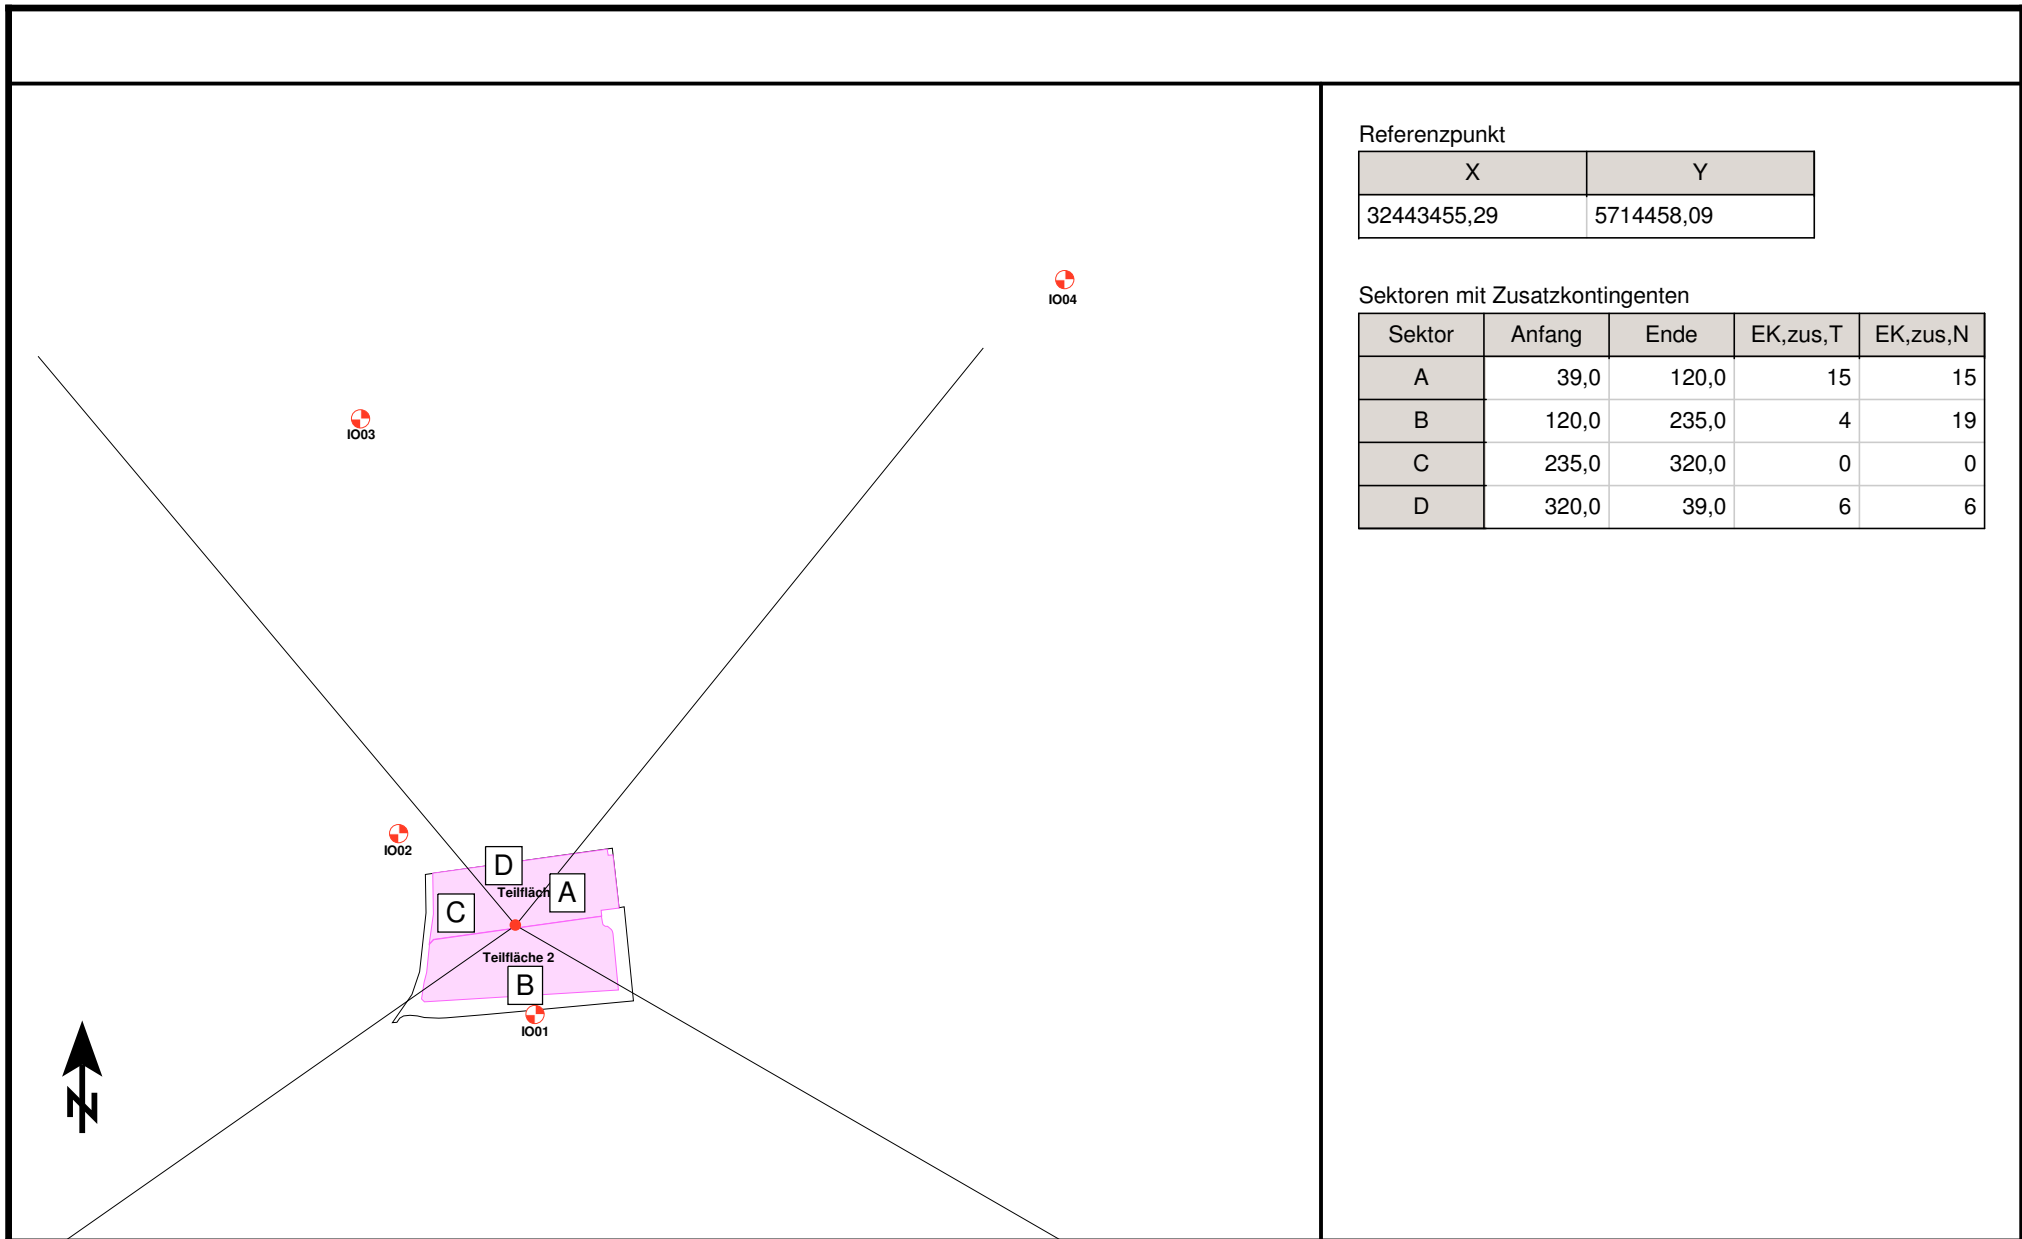 Referenzpunkt
X Y
32443455,29 5714458,09
Sektoren mit Zusatzkontingenten
Sektor Anfang Ende EK,zus,T EK,zus,N
A 39,0 120,0 15 15
B 120,0 235,0 4 19
C 235,0 320,0 0 0
D 320,0 39,0 6 6
IO04
IO03
IO02
D
Teilfläch
A
C
Teilfläche 2
B
IO01
N